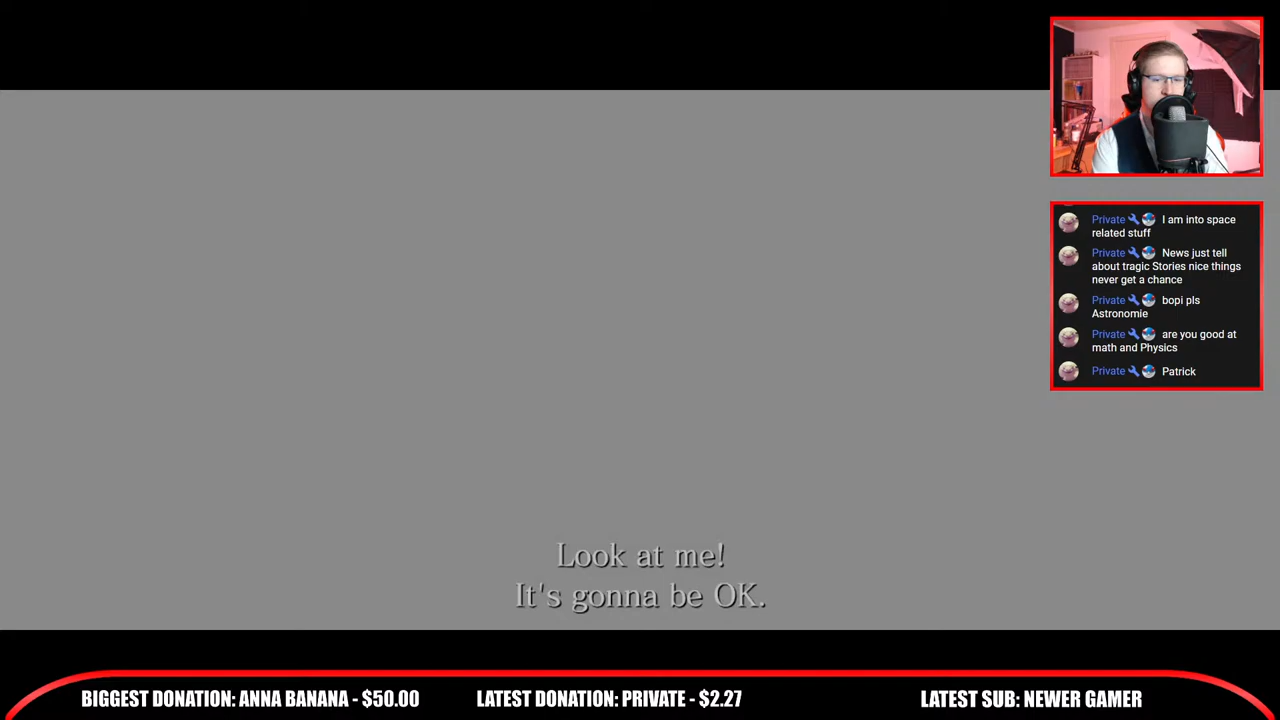 Private I am into space
related stuff
Private News just tell
about tragic Stories nice things
never get a chance
Private bopi pls
Astronomie
Private are you good at
math and Physics
Private Patrick
Look at me!
It's gonna be OK.
BIGGEST DONATION: ANNA BANANA - $50.00 LATEST DONATION: PRIVATE - $2.27 LATEST SUB: NEWER GAMER